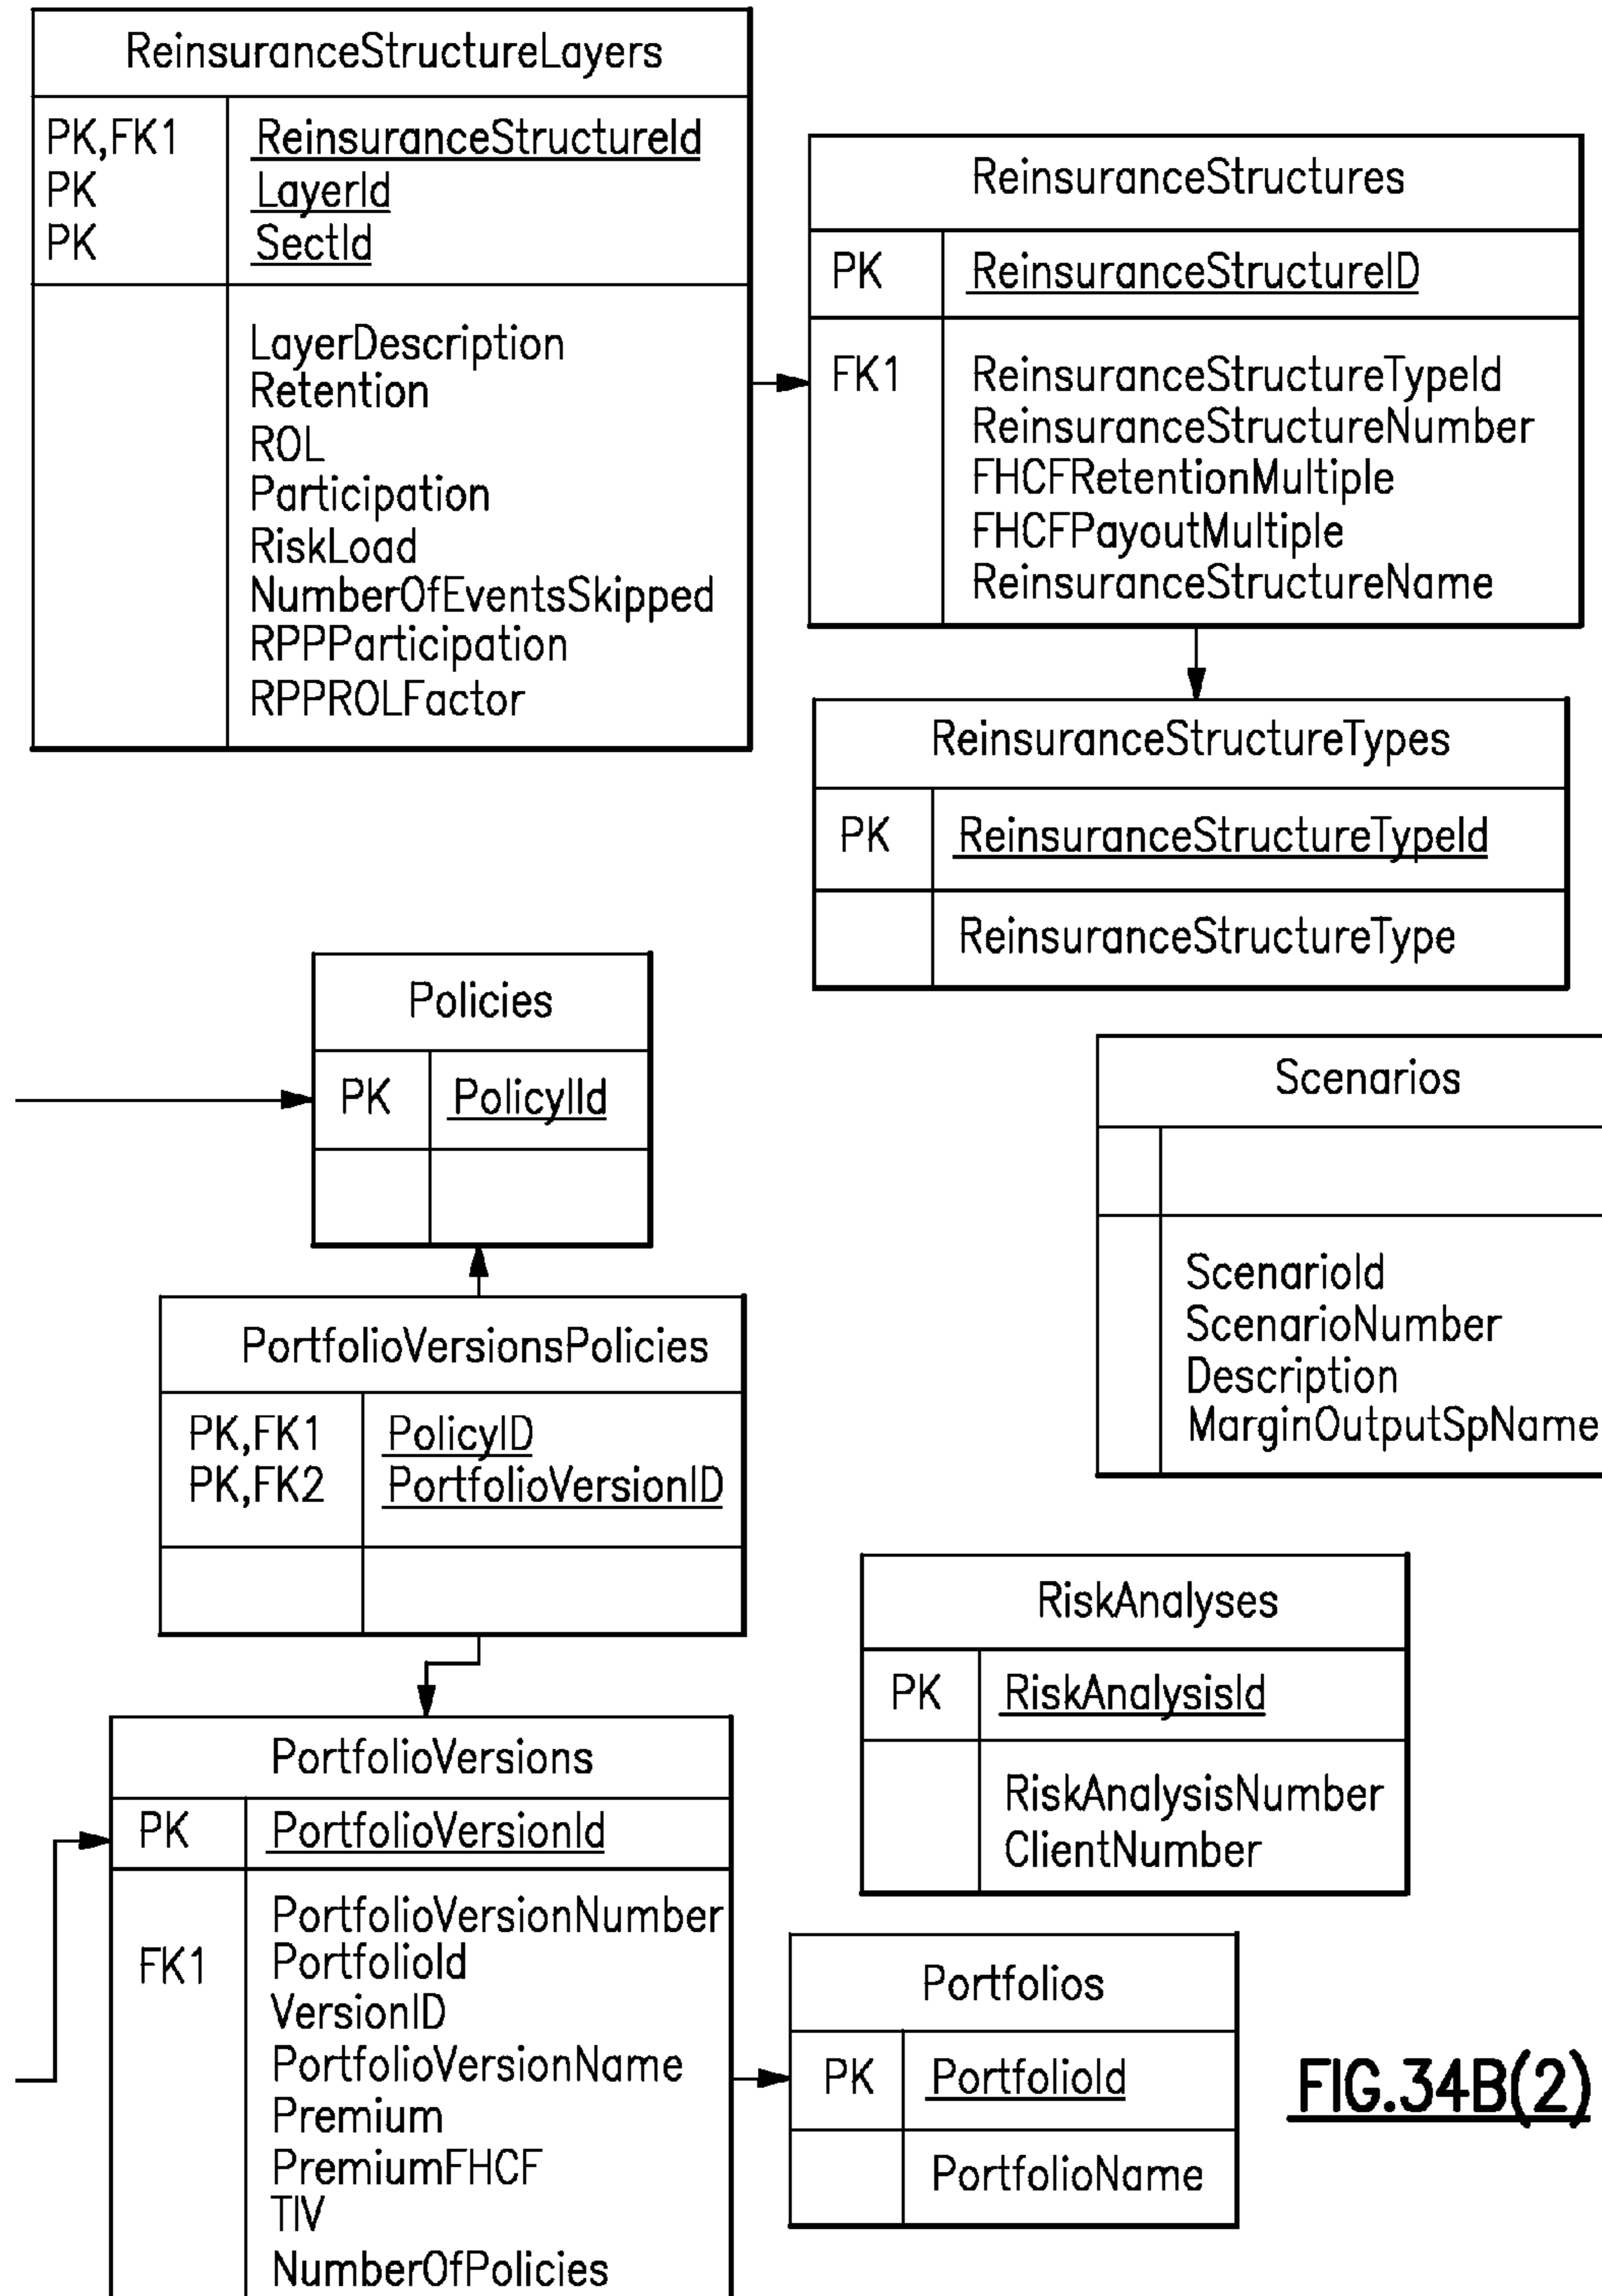 ReinsuranceStructureLayers
PK,FK1 ReinsuranceStructureId
PK LayerId
PK SectId
LayerDescription
Retention
ROL
Participation
RiskLoad
NumberOfEventsSkipped
RPPParticipation
RPPROLFactor
ReinsuranceStructures
PK ReinsuranceStructureID
FK1 ReinsuranceStructureTypeId
ReinsuranceStructureNumber
FHCFRetentionMultiple
FHCFPayoutMultiple
ReinsuranceStructureName
ReinsuranceStructureTypes
PK ReinsuranceStructureTypeId
ReinsuranceStructureType
Policies
PK PolicyIId
Scenarios
ScenarioId
ScenarioNumber
Description
MarginOutputSpName
PortfolioVersionsPolicies
PK,FK1 PolicyID
PK,FK2 PortfolioVersionID
RiskAnalyses
PK RiskAnalysisId
RiskAnalysisNumber
ClientNumber
PortfolioVersions
PK PortfolioVersionId
PortfolioVersionNumber
FK1 PortfolioId
VersionID
PortfolioVersionName
Premium
PremiumFHCF
TIV
NumberOfPolicies
Portfolios
PK PortfolioId
PortfolioName
FIG.34B(2)